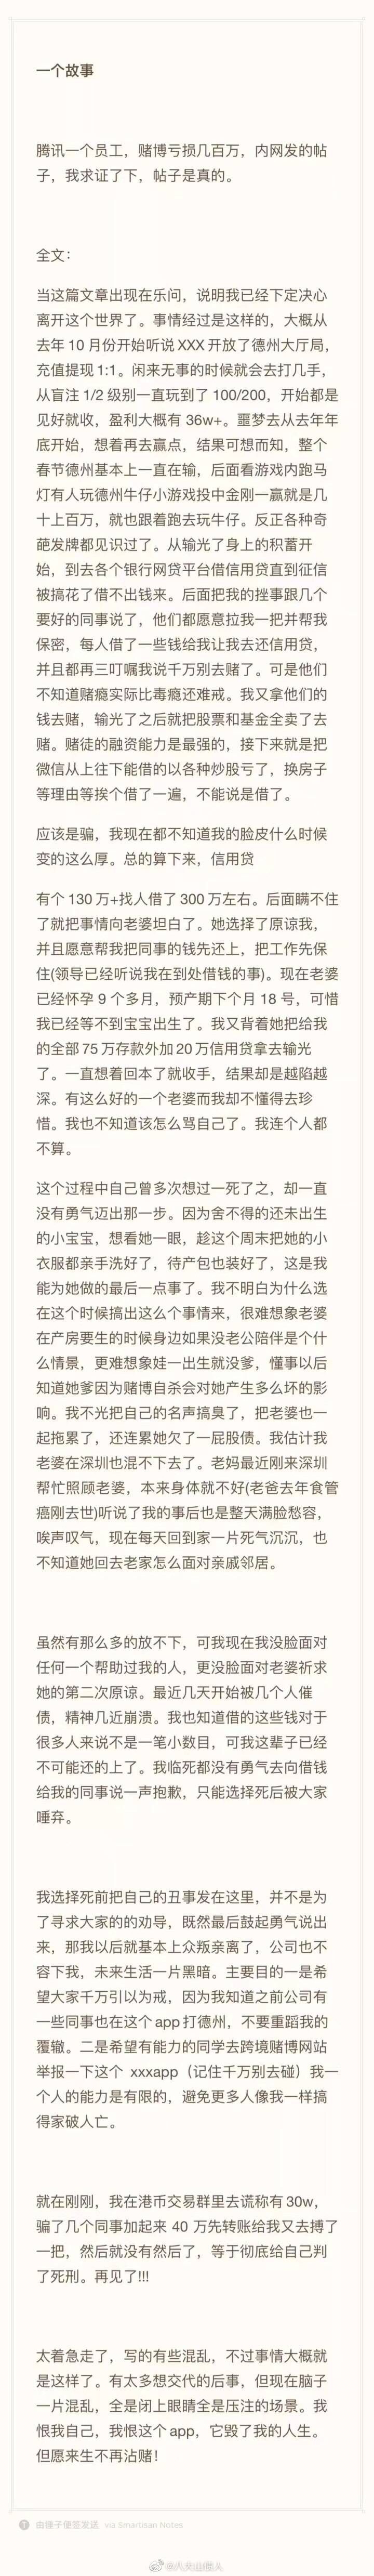 一个故事
腾讯一个员工，赌博亏损几百万，内网发的帖
子，我求证了下，帖子是真的。
全文：
当这篇文章出现在乐问，说明我已经下定决心
离开这个世界了。事情经过是这样的，大概从
去年 10 月份开始听说 XXX 开放了德州大厅局，
充值提现 1:1。闲来无事的时候就会去打几手，
从盲注 1/2 级别一直玩到了 100/200，开始都是
见好就收，盈利大概有 36w+。噩梦去从去年年
底开始，想着再去赢点，结果可想而知，整个
春节德州基本上一直在输，后面看游戏内跑马
灯有人玩德州牛仔小游戏投中金刚一赢就是几
十上百万，就也跟着跑去玩牛仔。反正各种奇
葩发牌都见识过了。从输光了身上的积蓄开
始，到去各个银行网贷平台借信用贷直到征信
被搞花了借不出钱来。后面把我的挫事跟几个
要好的同事说了，他们都愿意拉我一把并帮我
保密，每人借了一些钱给我让我去还信用贷，
并且都再三叮嘱我说千万别去赌了。可是他们
不知道赌瘾实际比毒瘾还难戒。我又拿他们的
钱去赌，输光了之后就把股票和基金全卖了去
赌。赌徒的融资能力是最强的，接下来就是把
微信从上往下能借的以各种炒股亏了，换房子
等理由等挨个借了一遍，不能说是借了。
应该是骗，我现在都不知道我的脸皮什么时候
变的这么厚。总的算下来，信用贷
有个 130 万+找人借了 300 万左右。后面瞒不住
了就把事情向老婆坦白了。她选择了原谅我，
并且愿意帮我把同事的钱先还上，把工作先保
住(领导已经听说我在到处借钱的事)。现在老婆
已经怀孕 9 个多月，预产期下个月 18 号，可惜
我已经等不到宝宝出生了。我又背着她把给我
的全部 75 万存款外加 20 万信用贷拿去输光
了。一直想着回本了就收手，结果却是越陷越
深。有这么好的一个老婆而我却不懂得去珍
惜。我也不知道该怎么骂自己了。我连个人都
不算。
这个过程中自己曾多次想过一死了之，却一直
没有勇气迈出那一步。因为舍不得的还未出生
的小宝宝，想看她一眼，趁这个周末把她的小
衣服都亲手洗好了，待产包也装好了，这是我
能为她做的最后一点事了。我不明白为什么选
在这个时候搞出这么个事情来，很难想象老婆
在产房要生的时候身边如果没老公陪伴是个什
么情景，更难想象娃一出生就没爹，懂事以后
知道她爹因为赌博自杀会对她产生多么坏的影
响。我不光把自己的名声搞臭了，把老婆也一
起拖累了，还连累她欠了一屁股债。我估计我
老婆在深圳也混不下去了。老妈最近刚来深圳
帮忙照顾老婆，本来身体就不好(老爸去年食管
癌刚去世)听说了我的事后也是整天满脸愁容，
唉声叹气，现在每天回到家一片死气沉沉，也
不知道她回去老家怎么面对亲戚邻居。
虽然有那么多的放不下，可我现在我没脸面对
任何一个帮助过我的人，更没脸面对老婆祈求
她的第二次原谅。最近几天开始被几个人催
债，精神几近崩溃。我也知道借的这些钱对于
很多人来说不是一笔小数目，可我这辈子已经
不可能还的上了。我临死都没有勇气去向借钱
给我的同事说一声抱歉，只能选择死后被大家
唾弃。
我选择死前把自己的丑事发在这里，并不是为
了寻求大家的的劝导，既然最后鼓起勇气说出
来，那我以后就基本上众叛亲离了，公司也不
容下我，未来生活一片黑暗。主要目的一是希
望大家千万引以为戒，因为我知道之前公司有
一些同事也在这个 app 打德州，不要重蹈我的
覆辙。二是希望有能力的同学去跨境赌博网站
举报一下这个 xxxapp（记住千万别去碰）我一
个人的能力是有限的，避免更多人像我一样搞
得家破人亡。
就在刚刚，我在港币交易群里去谎称有 30w，
骗了几个同事加起来 40 万先转账给我又去搏了
一把，然后就没有然后了，等于彻底给自己判
了死刑。再见了!!!
太着急走了，写的有些混乱，不过事情大概就
是这样了。有太多想交代的后事，但现在脑子
一片混乱，全是闭上眼睛全是压注的场景。我
恨我自己，我恨这个 app，它毁了我的人生。
但愿来生不再沾赌！
由锤子便签发送 via Smartisan Notes
@八大山债人